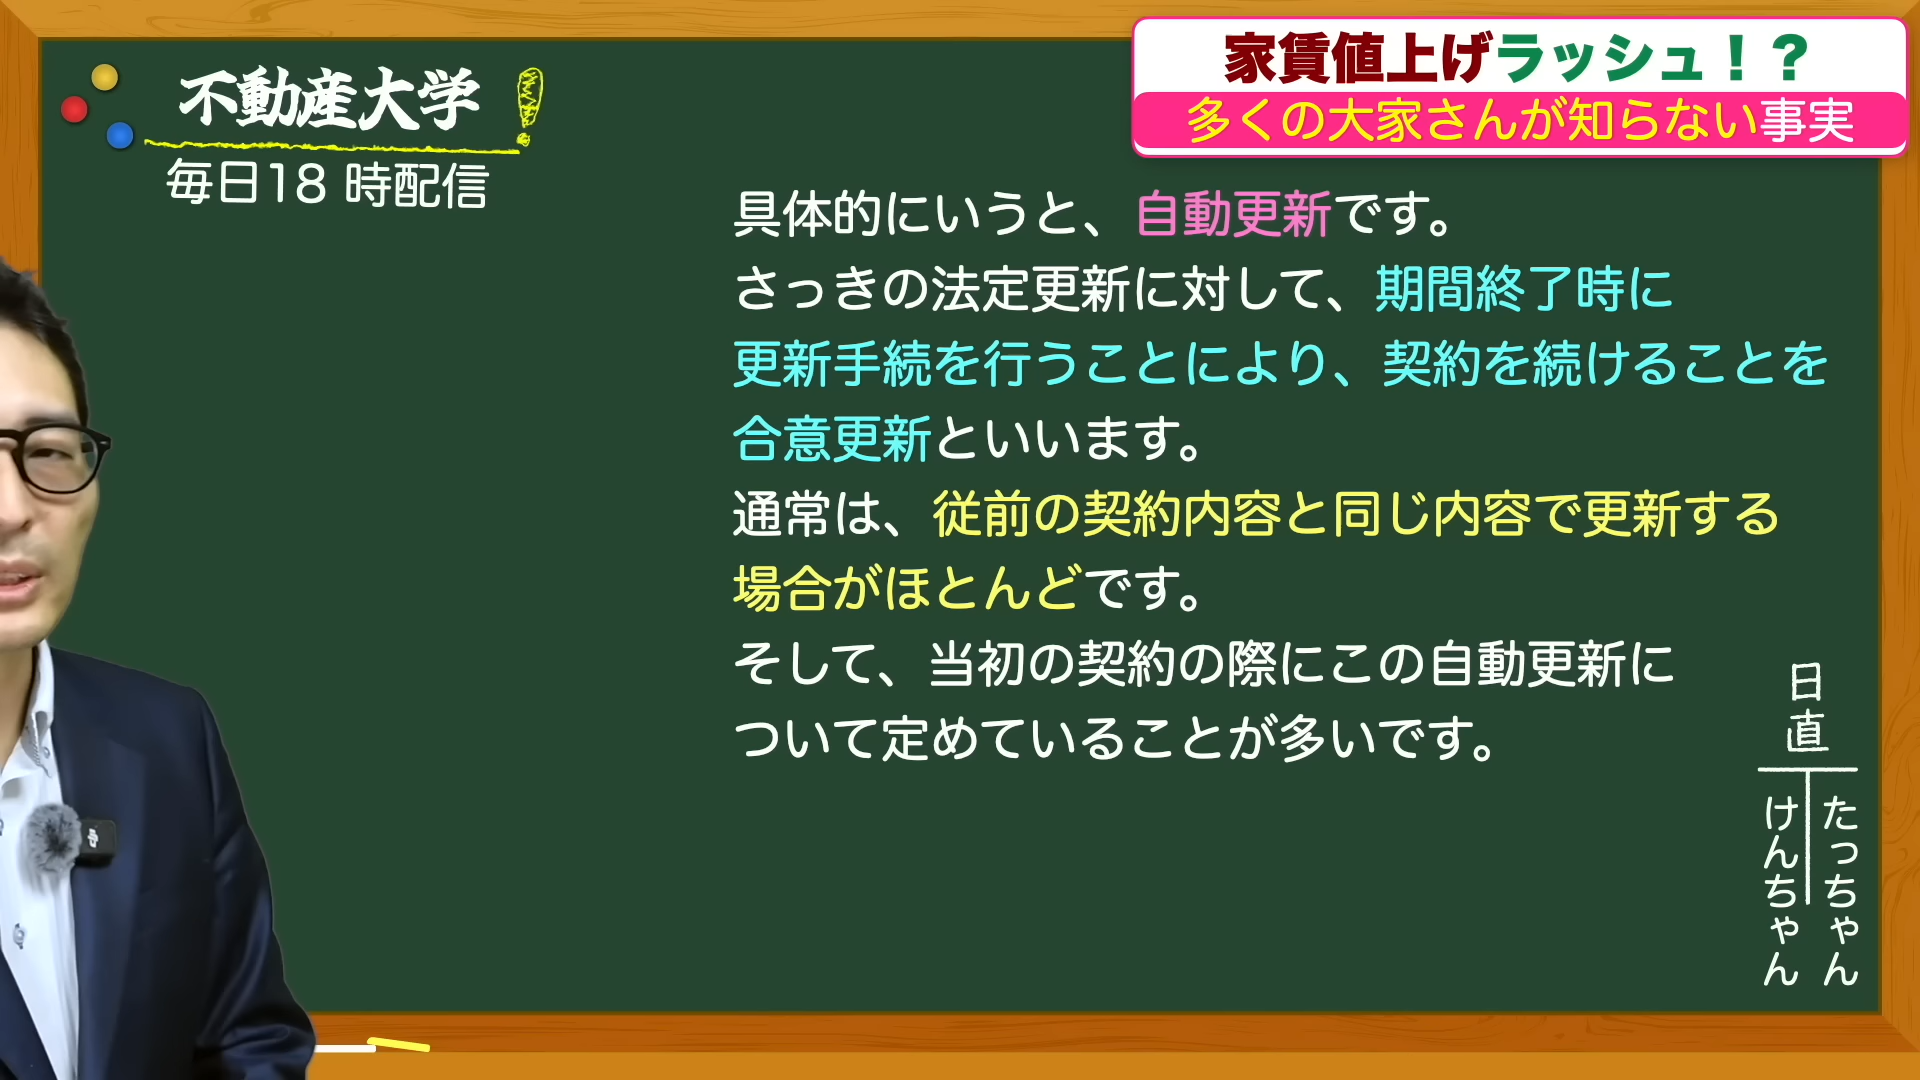 不動産大学!
毎日18時配信
家賃値上げラッシュ！？
多くの大家さんが知らない事実
具体的にいうと、自動更新です。
さっきの法定更新に対して、期間終了時に
更新手続を行うことにより、契約を続けることを
合意更新といいます。
通常は、従前の契約内容と同じ内容で更新する
場合がほとんどです。
そして、当初の契約の際にこの自動更新に
ついて定めていることが多いです。
日直
たっちゃん
けんちゃん